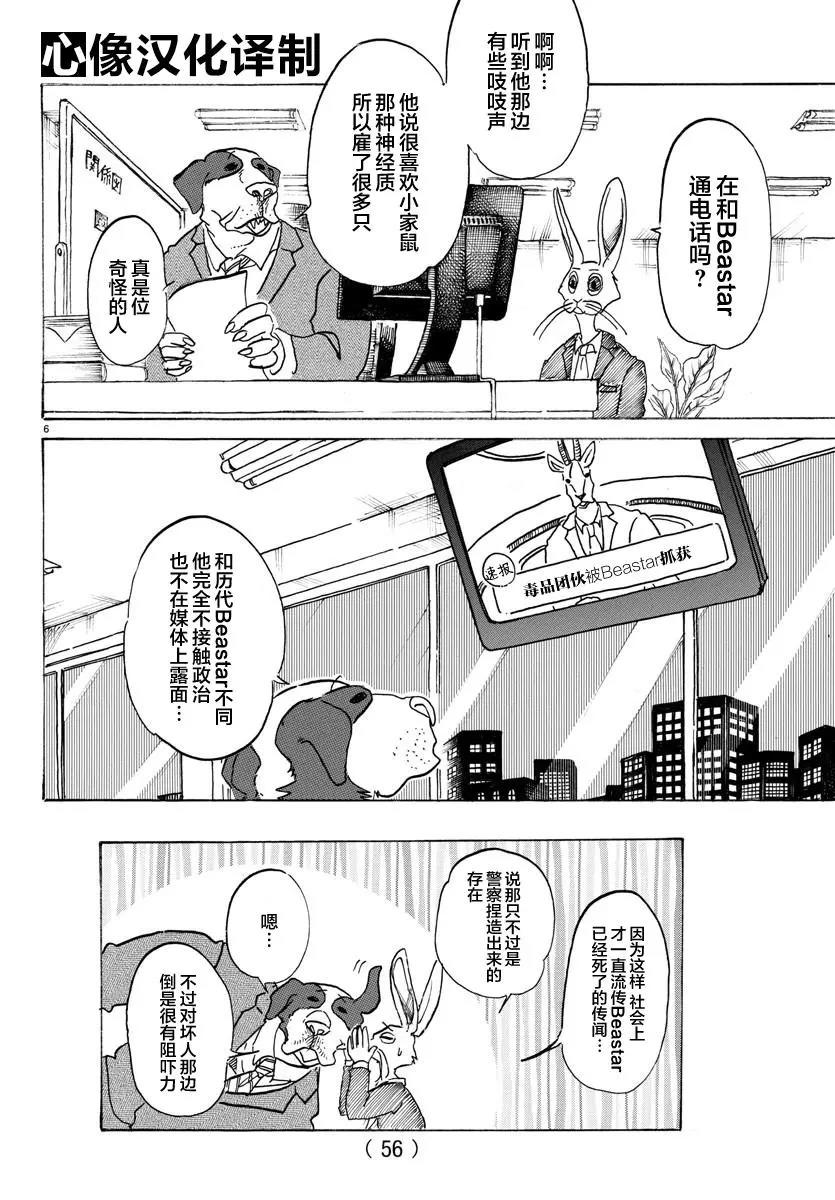 心像汉化译制
在和Beastar
通电话吗？
啊啊…
听到他那边
有些吱吱声
他说很喜欢小家鼠
那种神经质
所以雇了很多只
真是位
奇怪的人
関係図
6
速报
毒品团伙被Beastar抓获
和历代Beastar不同
他完全不接触政治
也不在媒体上露面…
因为这样 社会上
才一直流传Beastar
已经死了的传闻…
说那只不过是
警察捏造出来的
存在
嗯…
不过对坏人那边
倒是很有阻吓力
( 56 )